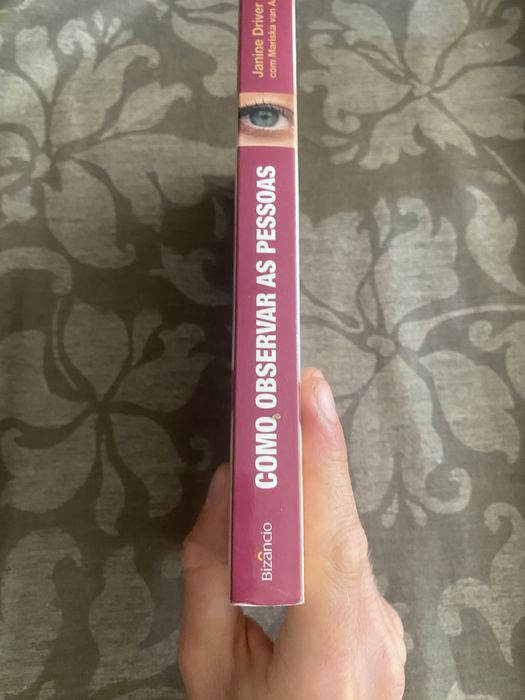 Janine Driver
com Mariska van
COMO OBSERVAR AS PESSOAS
Bizâncio